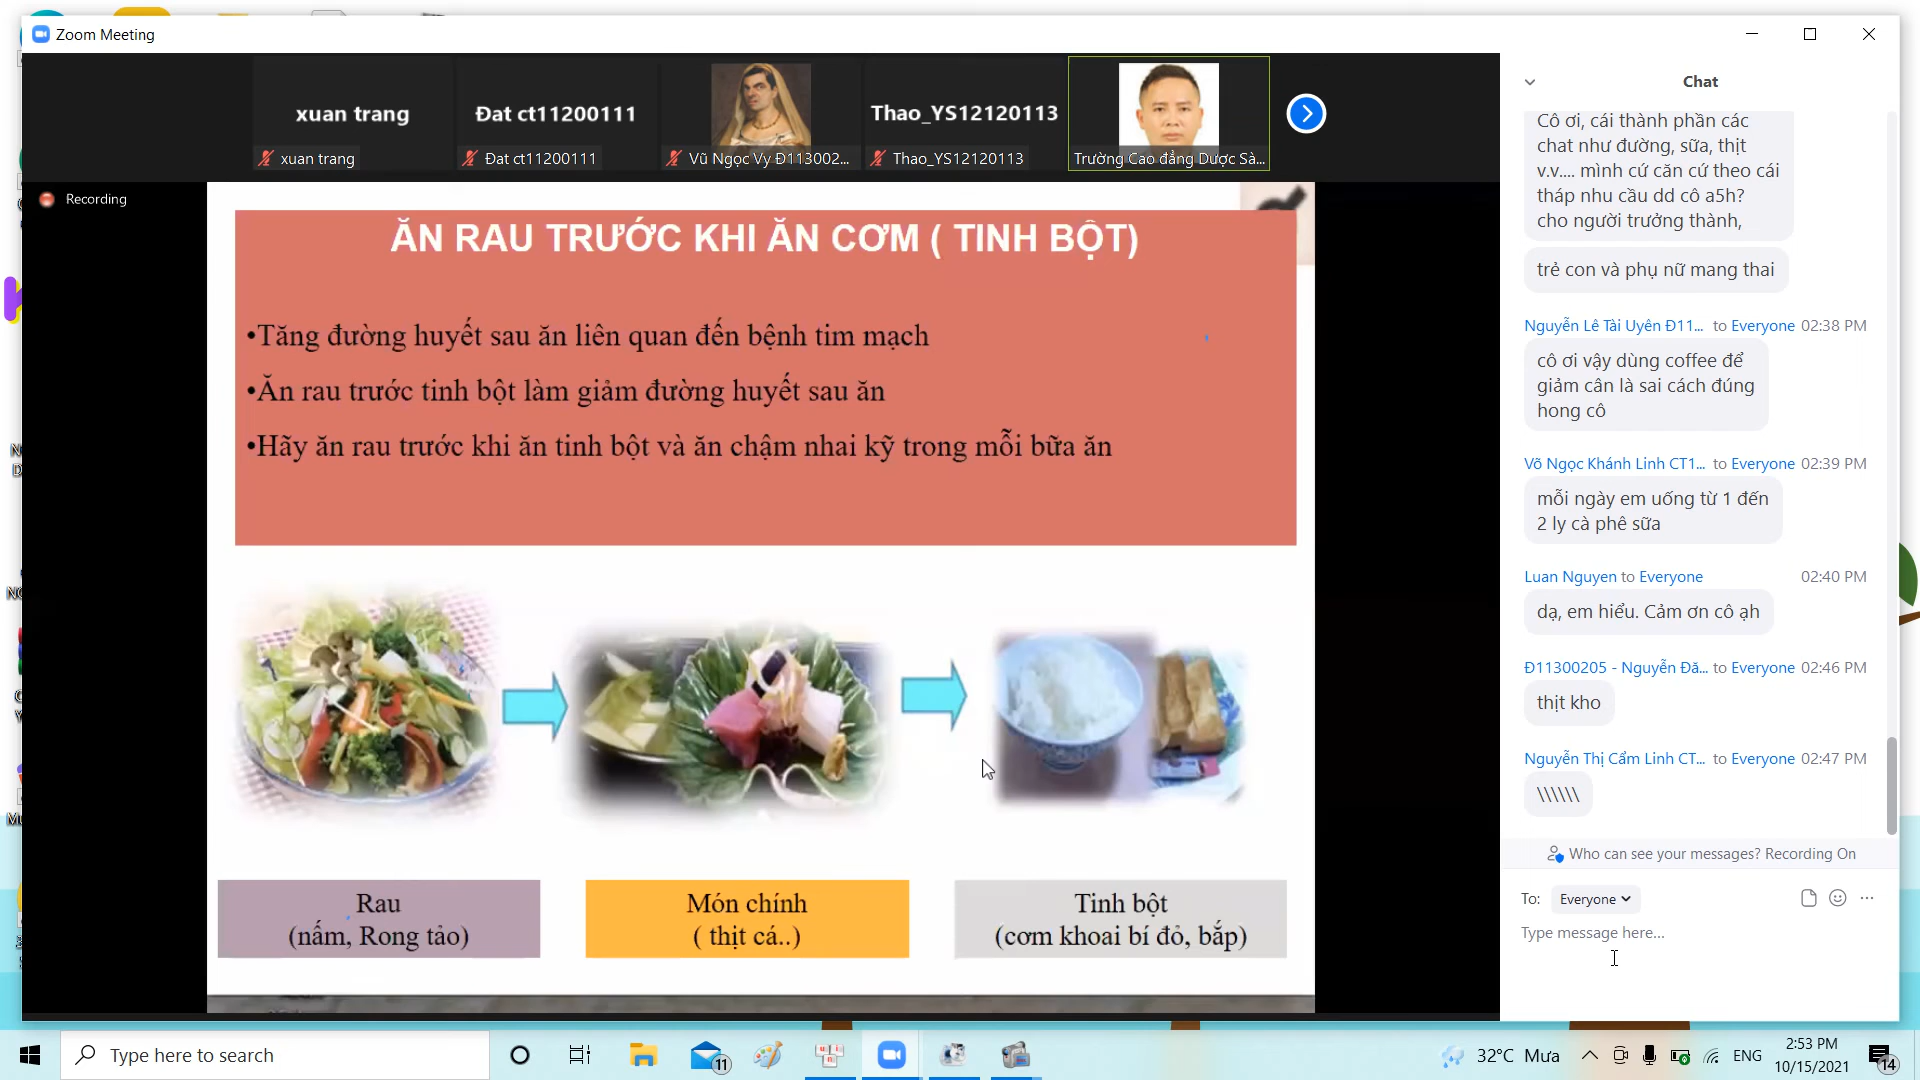 Zoom Meeting
xuan trang
Đat ct11200111
Thao_YS12120113
xuan trang
Đat ct11200111
Vũ Ngọc Vy Đ113002...
Thao_YS12120113
Trường Cao đẳng Dược Sà...
Recording
ĂN RAU TRƯỚC KHI ĂN CƠM ( TINH BỘT)
•Tăng đường huyết sau ăn liên quan đến bệnh tim mạch
•Ăn rau trước tinh bột làm giảm đường huyết sau ăn
•Hãy ăn rau trước khi ăn tinh bột và ăn chậm nhai kỹ trong mỗi bữa ăn
Rau
(nấm, Rong tảo)
Món chính
( thịt cá..)
Tinh bột
(cơm khoai bí đỏ, bắp)
Chat
Cô ơi, cái thành phần các
chat như đường, sữa, thịt
v.v.... mình cứ căn cứ theo cái
tháp nhu cầu dd cô a5h?
cho người trưởng thành,
trẻ con và phụ nữ mang thai
Nguyễn Lê Tài Uyên Đ11... to Everyone 02:38 PM
cô ơi vậy dùng coffee để
giảm cân là sai cách đúng
hong cô
Võ Ngọc Khánh Linh CT1... to Everyone 02:39 PM
mỗi ngày em uống từ 1 đến
2 ly cà phê sữa
Luan Nguyen to Everyone 02:40 PM
dạ, em hiểu. Cảm ơn cô ạh
Đ11300205 - Nguyễn Đă... to Everyone 02:46 PM
thịt kho
Nguyễn Thị Cẩm Linh CT... to Everyone 02:47 PM
\\\\\\
Who can see your messages? Recording On
To: Everyone
Type message here...
Type here to search
11
32°C Mưa
ENG
2:53 PM
10/15/2021
14